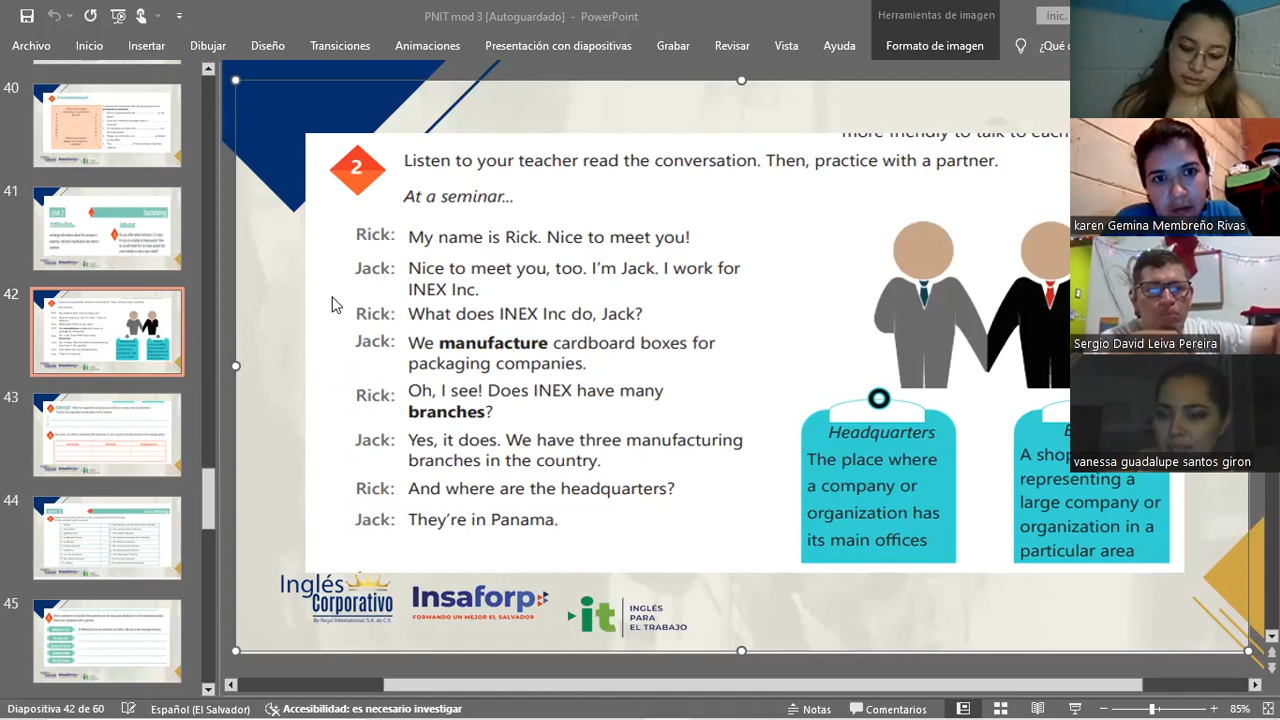 PNIT mod 3 [Autoguardado] - PowerPoint
Herramientas de imagen
Inic.
Archivo Inicio Insertar Dibujar Diseño Transiciones Animaciones Presentación con diapositivas Grabar Revisar Vista Ayuda Formato de imagen ¿Qué
40
41
42
43
44
45
2
Listen to your teacher read the conversation. Then, practice with a partner.
At a seminar...
Rick: My name is Rick. Nice to meet you!
Jack: Nice to meet you, too. I'm Jack. I work for
INEX Inc.
Rick: What does INEX Inc do, Jack?
Jack: We manufacture cardboard boxes for
packaging companies.
Rick: Oh, I see! Does INEX have many
branches?
Jack: Yes, it does. We have three manufacturing
branches in the country.
Rick: And where are the headquarters?
Jack: They're in Panama.
Headquarters
The place where
a company or
organization has
its main offices
A shop
representing a
large company or
organization in a
particular area
karen Gemina Membreño Rivas
Sergio David Leiva Pereira
vanessa guadalupe santos giron
Inglés
Corporativo
By Regal International, S.A. de C.V.
Insaforp
FORMANDO UN MEJOR EL SALVADOR
it
INGLÉS
PARA
EL TRABAJO
Diapositiva 42 de 60 Español (El Salvador) Accesibilidad: es necesario investigar Notas Comentarios 85%